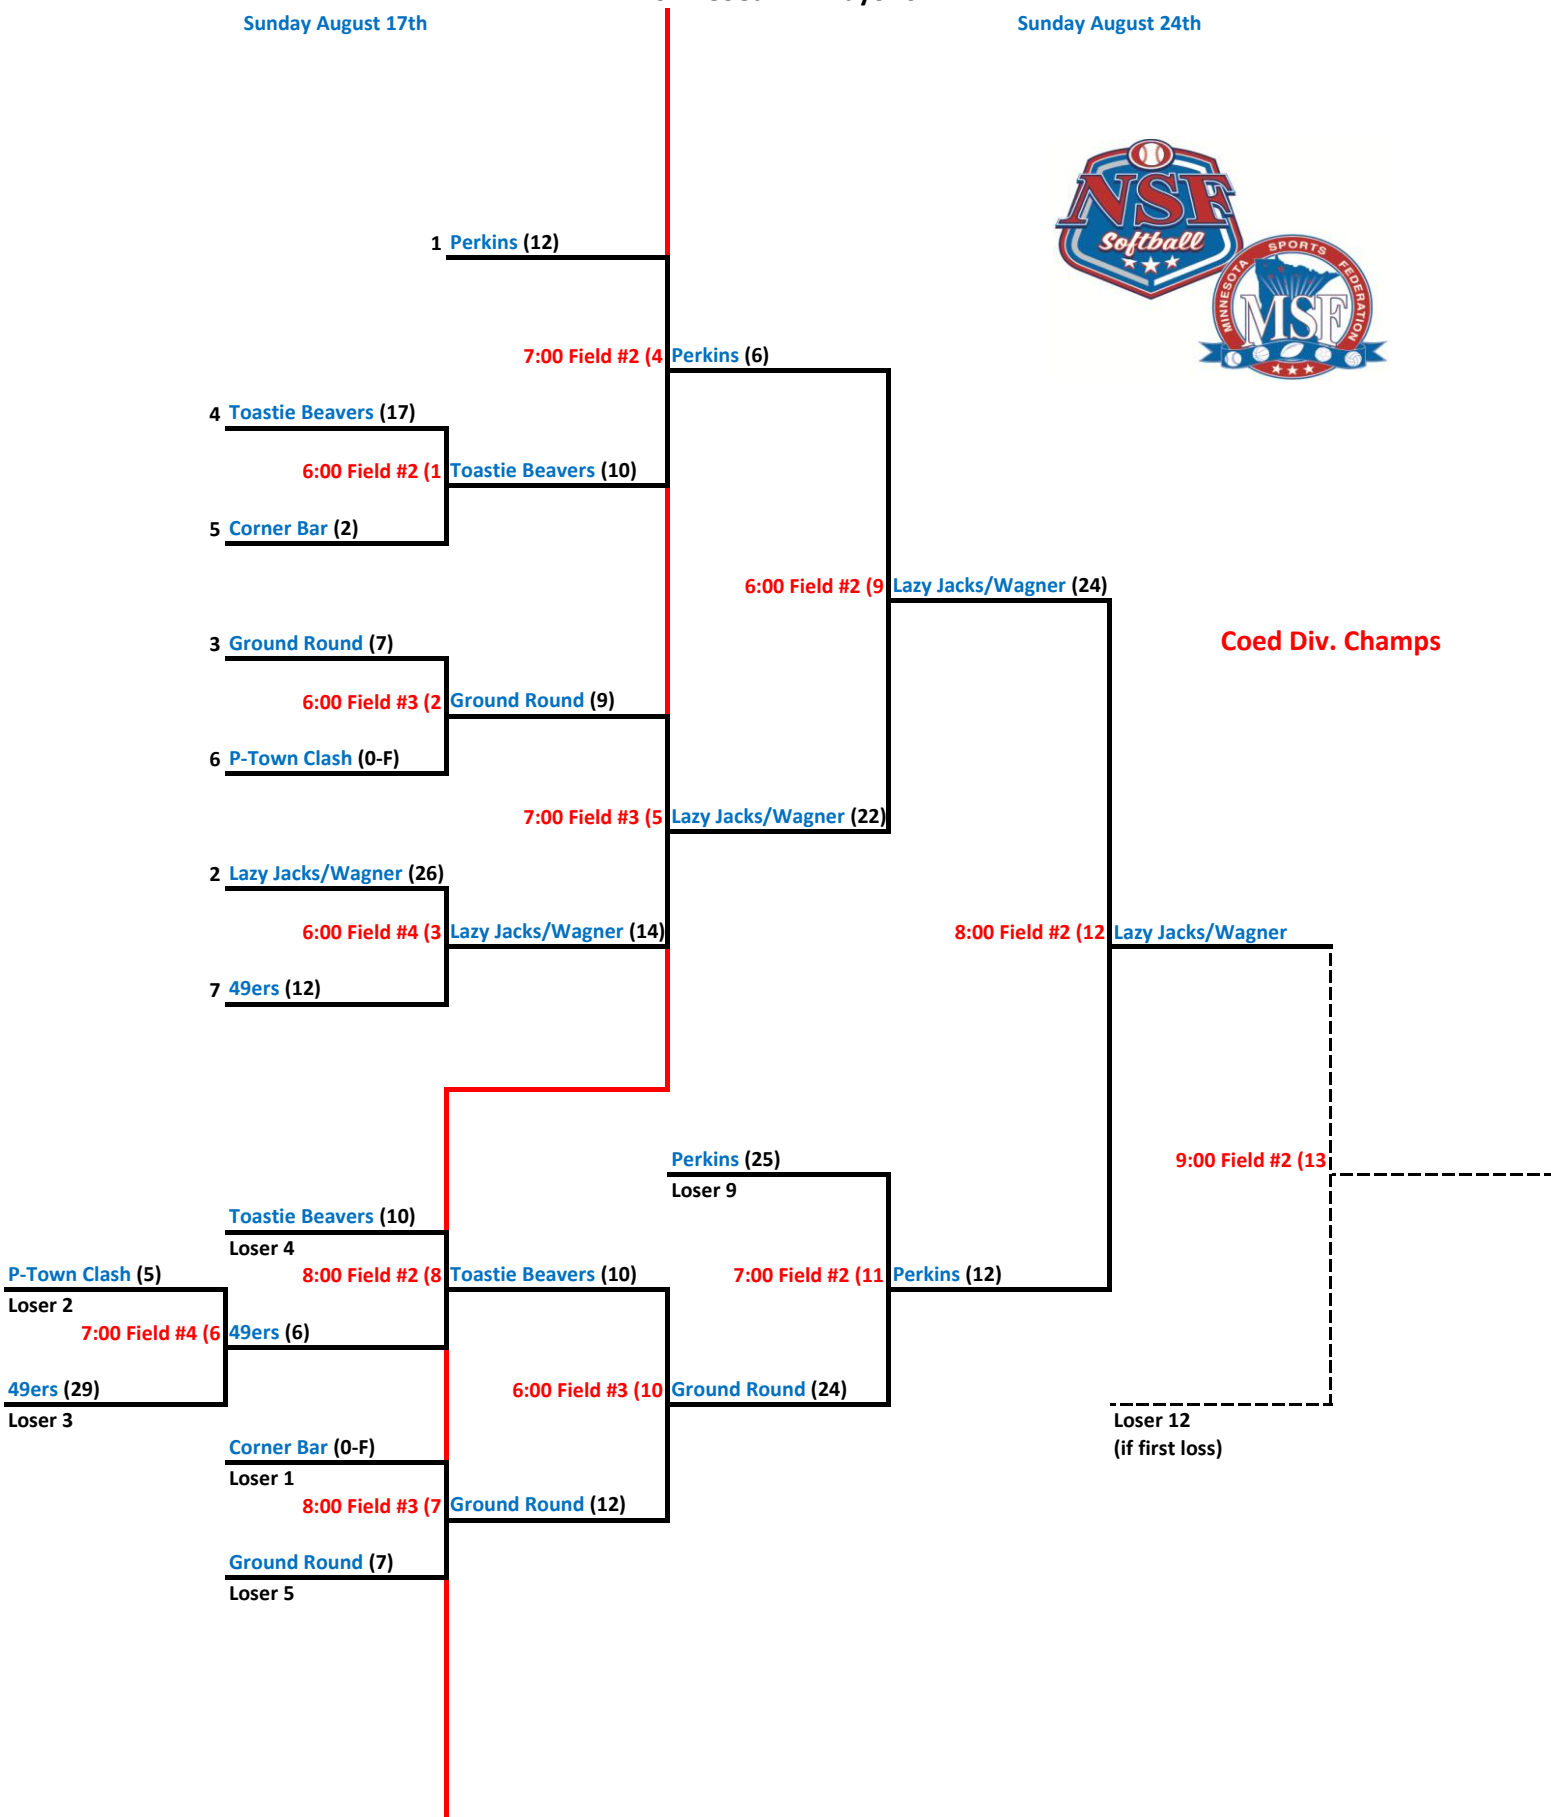 Sunday August 17th
Sunday August 24th
NSF
Softball
MINNESOTA SPORTS FEDERATION
MSF
1 Perkins (12)
7:00 Field #2 (4 Perkins (6)
4 Toastie Beavers (17)
6:00 Field #2 (1 Toastie Beavers (10)
5 Corner Bar (2)
6:00 Field #2 (9 Lazy Jacks/Wagner (24)
3 Ground Round (7)
Coed Div. Champs
6:00 Field #3 (2 Ground Round (9)
6 P-Town Clash (0-F)
7:00 Field #3 (5 Lazy Jacks/Wagner (22)
2 Lazy Jacks/Wagner (26)
6:00 Field #4 (3 Lazy Jacks/Wagner (14)
8:00 Field #2 (12 Lazy Jacks/Wagner
7 49ers (12)
Perkins (25)
9:00 Field #2 (13
Loser 9
Toastie Beavers (10)
Loser 4
P-Town Clash (5)
8:00 Field #2 (8 Toastie Beavers (10)
7:00 Field #2 (11 Perkins (12)
Loser 2
7:00 Field #4 (6 49ers (6)
49ers (29)
6:00 Field #3 (10 Ground Round (24)
Loser 3
Loser 12
Corner Bar (0-F)
(if first loss)
Loser 1
8:00 Field #3 (7 Ground Round (12)
Ground Round (7)
Loser 5